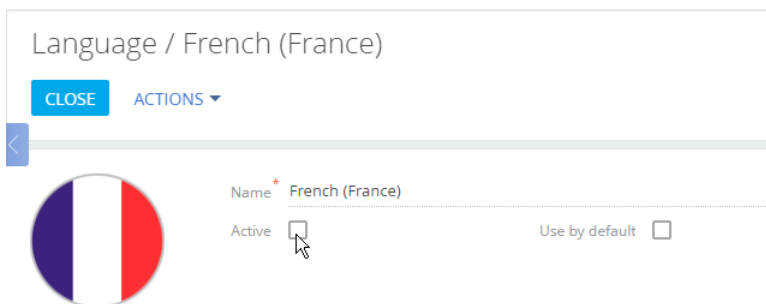 Language / French (France)
CLOSE ACTIONS
Name* French (France)
Active Use by default